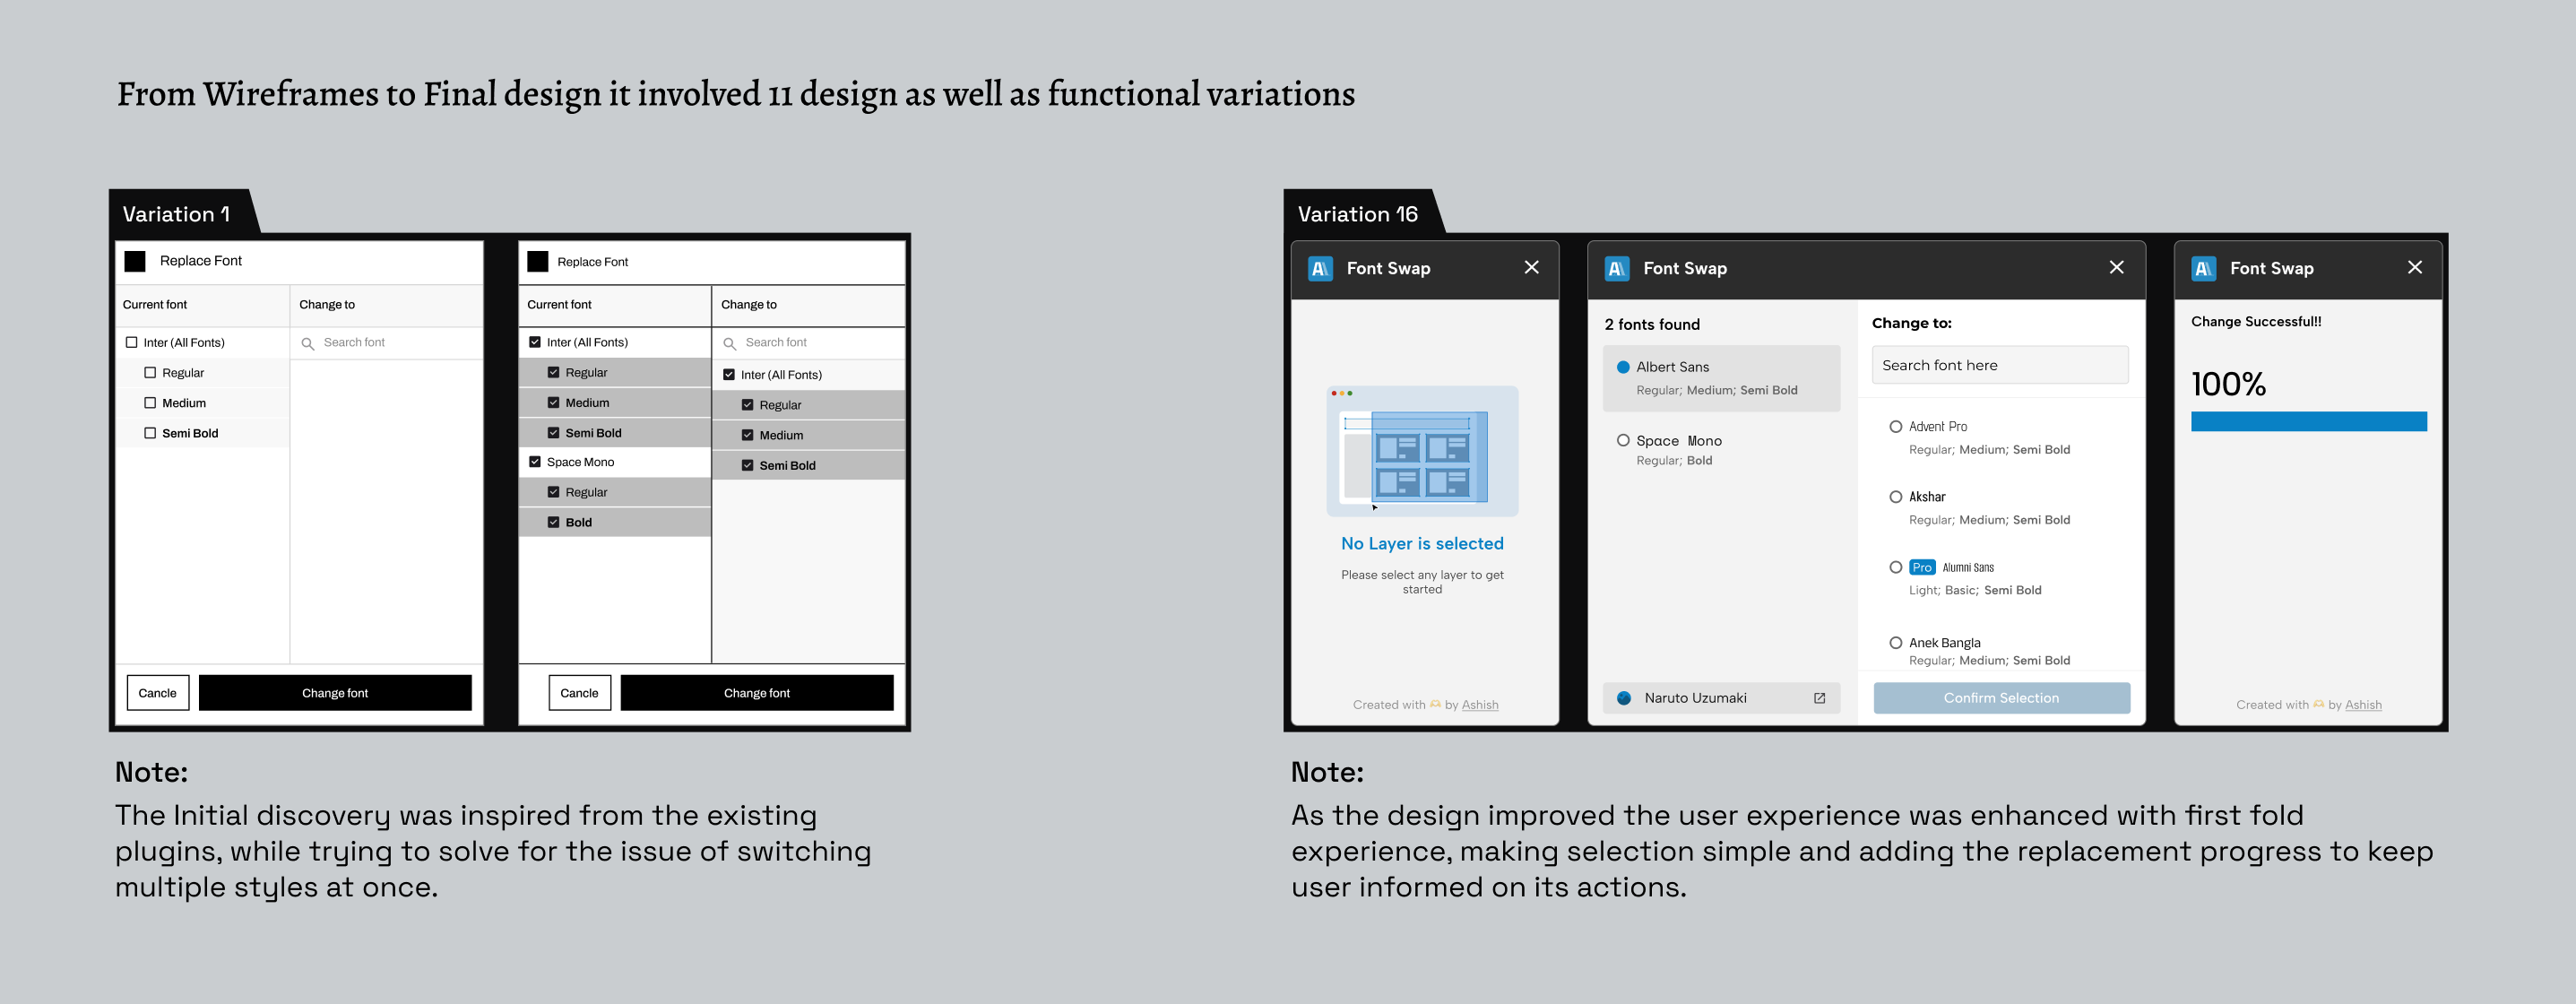 From Wireframes to Final design it involved 11 design as well as functional variations
Variation 1
Replace Font
Current font
Change to
Inter (All Fonts)
Search font
Regular
Medium
Semi Bold
Cancle
Change font
Replace Font
Current font
Change to
Inter (All Fonts)
Regular
Medium
Semi Bold
Space Mono
Regular
Bold
Search font
Inter (All Fonts)
Regular
Medium
Semi Bold
Cancle
Change font
Note:
The Initial discovery was inspired from the existing
plugins, while trying to solve for the issue of switching
multiple styles at once.
Variation 16
Font Swap
No Layer is selected
Please select any layer to get
started
Created with by Ashish
Font Swap
2 fonts found
Albert Sans
Regular; Medium; Semi Bold
Space Mono
Regular; Bold
Naruto Uzumaki
Change to:
Search font here
Advent Pro
Regular; Medium; Semi Bold
Akshar
Regular; Medium; Semi Bold
Pro Alumni Sans
Light; Basic; Semi Bold
Anek Bangla
Regular; Medium; Semi Bold
Confirm Selection
Font Swap
Change Successful!!
100%
Created with by Ashish
Note:
As the design improved the user experience was enhanced with first fold
experience, making selection simple and adding the replacement progress to keep
user informed on its actions.